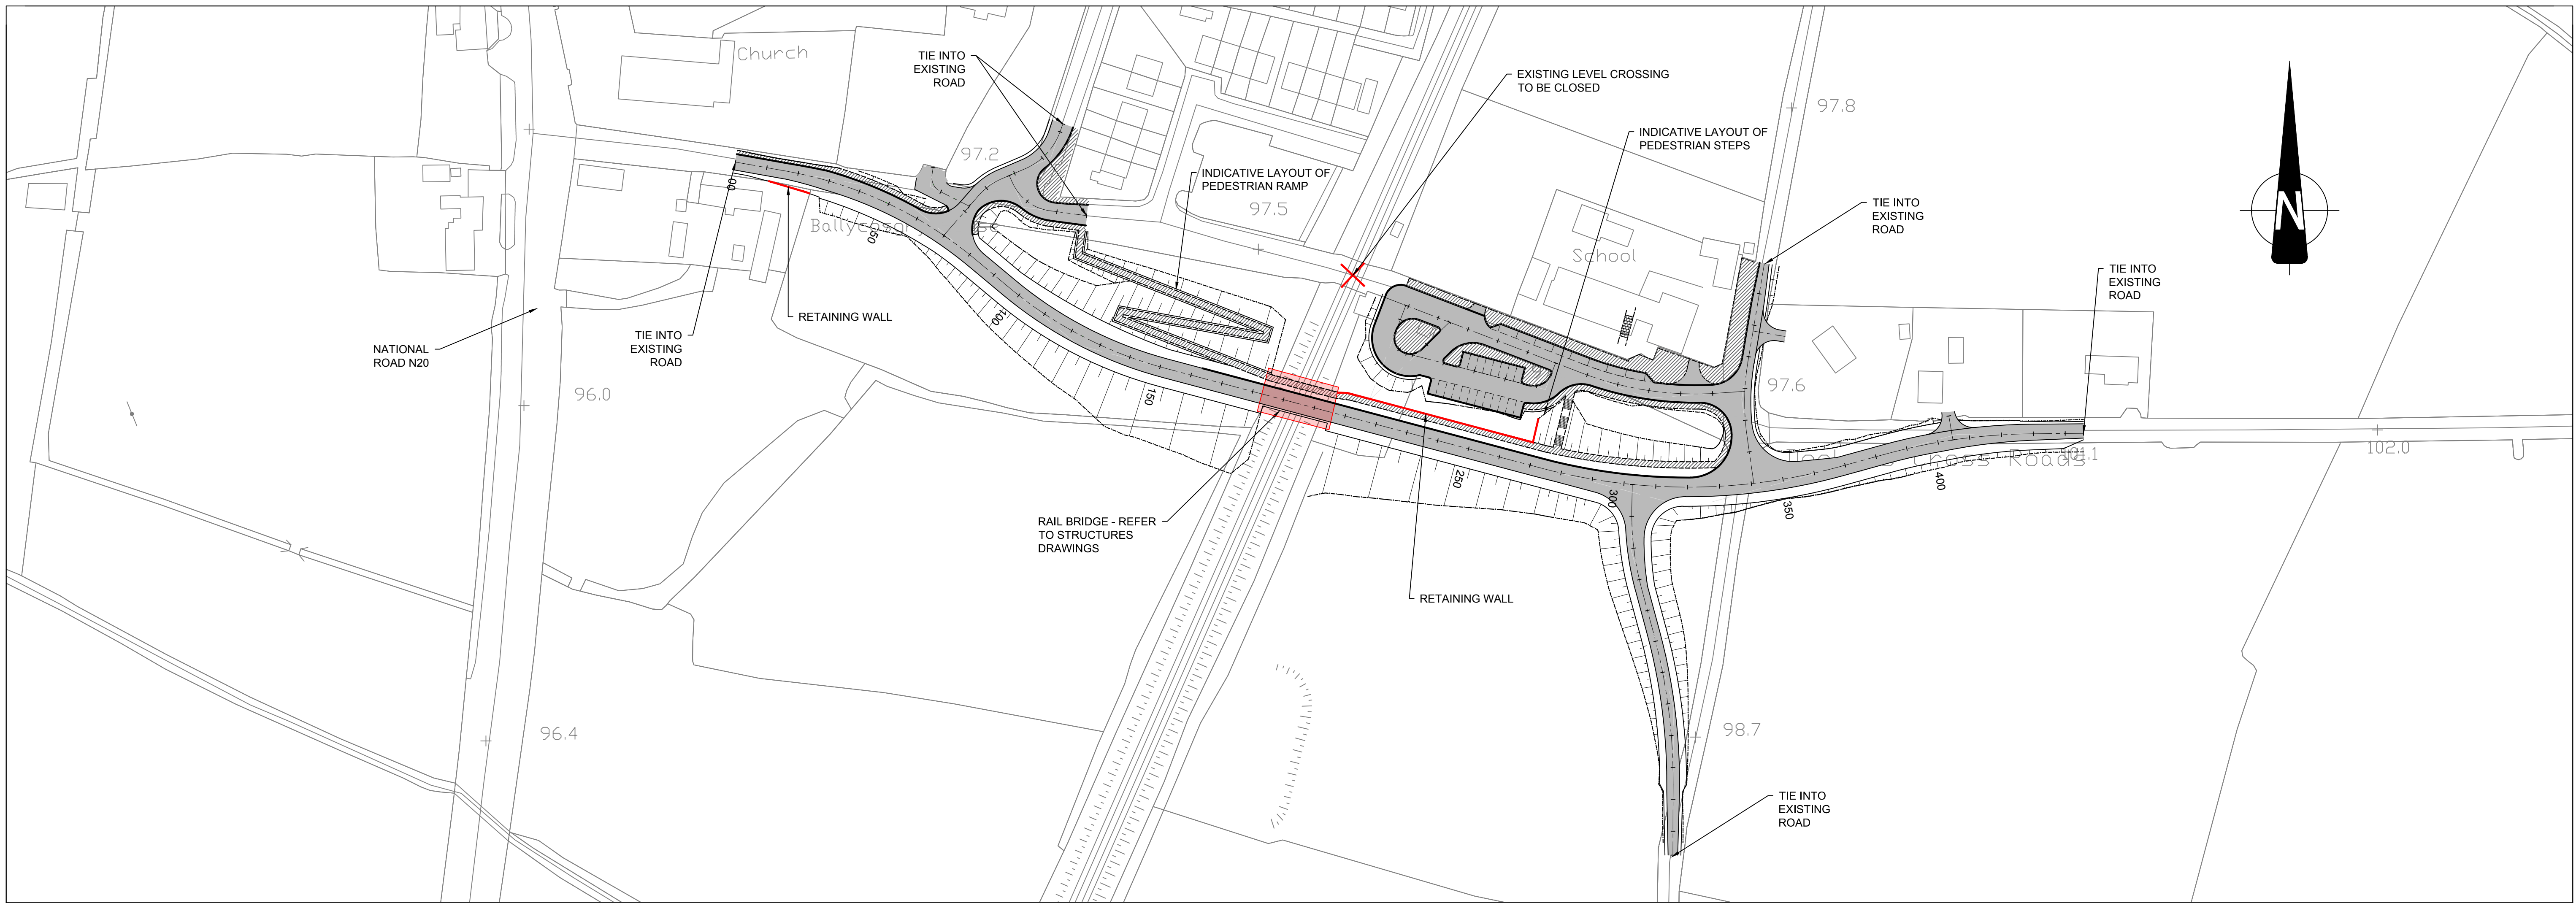 Church
TIE INTO
EXISTING
ROAD
EXISTING LEVEL CROSSING
TO BE CLOSED
97.8
INDICATIVE LAYOUT OF
PEDESTRIAN STEPS
97.2
INDICATIVE LAYOUT OF
PEDESTRIAN RAMP
97.5
00
50
TIE INTO
EXISTING
ROAD
N
School
TIE INTO
EXISTING
ROAD
RETAINING WALL
100
TIE INTO
EXISTING
ROAD
NATIONAL
ROAD N20
96.0
150
97.6
Cross Roads
102.0
250
300
350
400
RAIL BRIDGE - REFER
TO STRUCTURES
DRAWINGS
RETAINING WALL
96.4
98.7
TIE INTO
EXISTING
ROAD